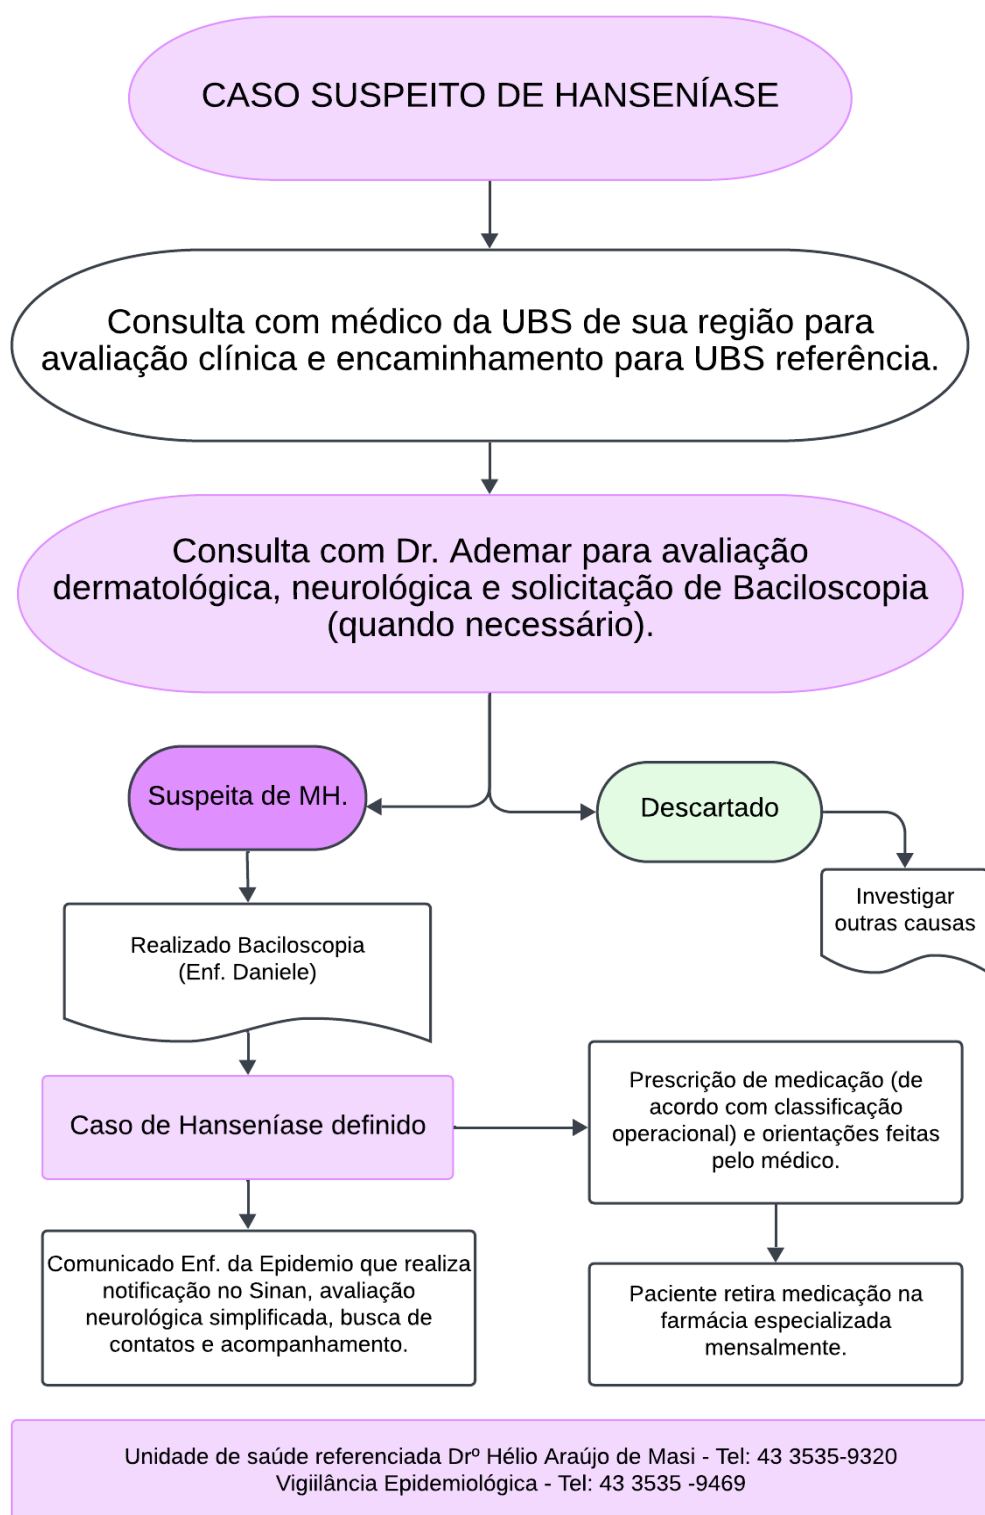 CASO SUSPEITO DE HANSENÍASE
Consulta com médico da UBS de sua região para
avaliação clínica e encaminhamento para UBS referência.
Consulta com Dr. Ademar para avaliação
dermatológica, neurológica e solicitação de Baciloscopia
(quando necessário).
Suspeita de MH.
Descartado
Investigar
outras causas
Realizado Baciloscopia
(Enf. Daniele)
Caso de Hanseníase definido
Prescrição de medicação (de
acordo com classificação
operacional) e orientações feitas
pelo médico.
Comunicado Enf. da Epidemio que realiza
notificação no Sinan, avaliação
neurológica simplificada, busca de
contatos e acompanhamento.
Paciente retira medicação na
farmácia especializada
mensalmente.
Unidade de saúde referenciada Drº Hélio Araújo de Masi - Tel: 43 3535-9320
Vigiilância Epidemiológica - Tel: 43 3535 -9469